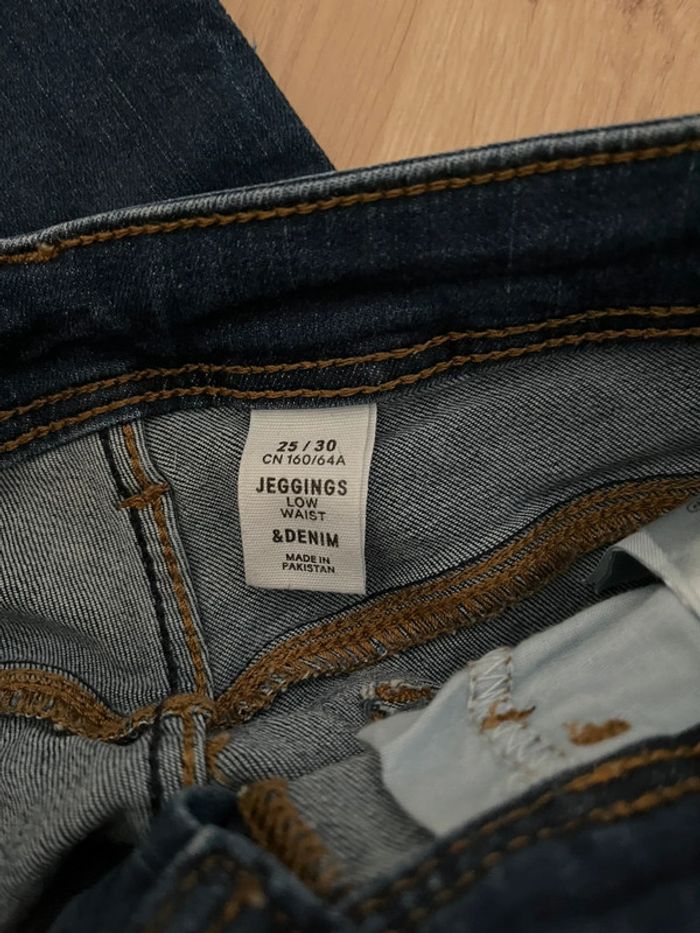 25 / 30
CN 160/64A
JEGGINGS
LOW
WAIST
&DENIM
MADE IN
PAKISTAN